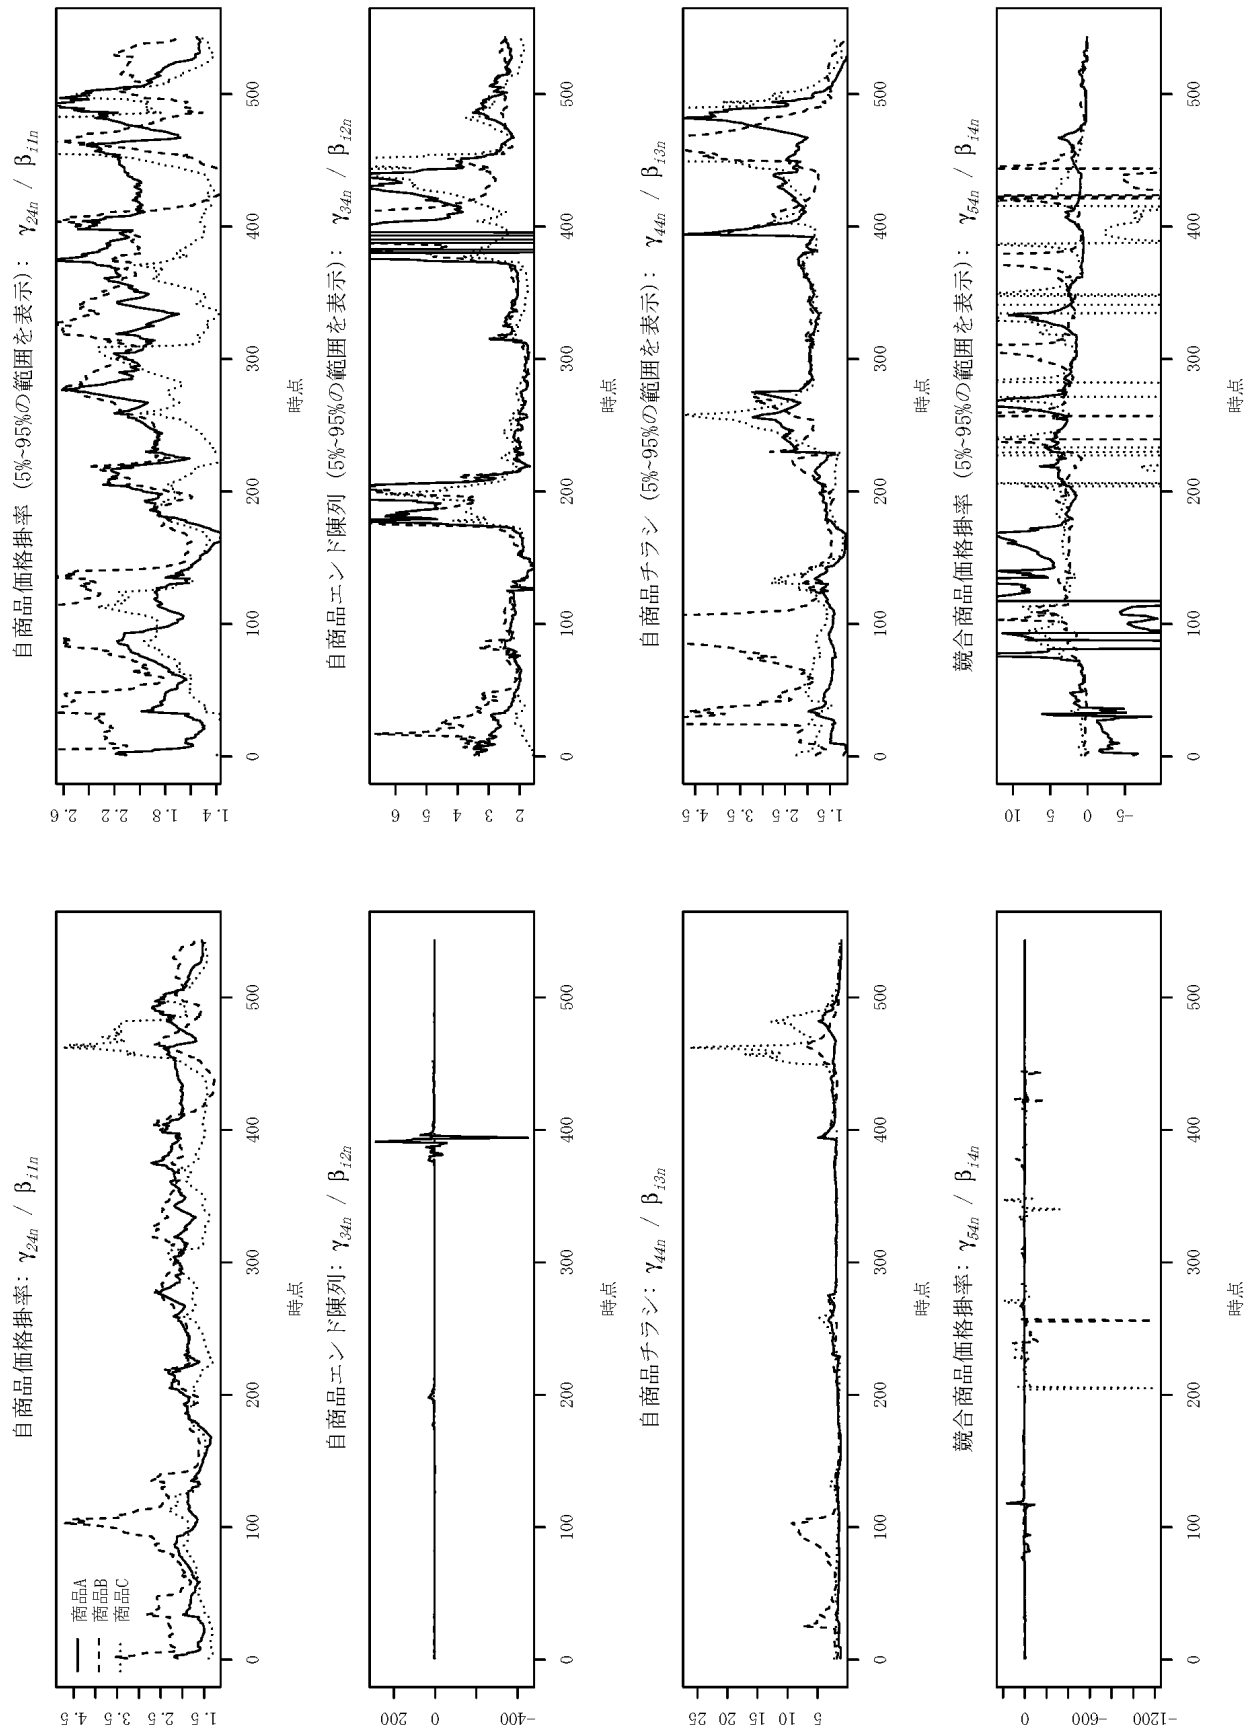 自商品価格掛率: γ24n / βi1n
4.5
3.5
2.5
1.5
商品A
商品B
商品C
0 100 200 300 400 500
時点
自商品価格掛率 (5%~95%の範囲を表示): γ24n / βi1n
2.6
2.2
1.8
1.4
0 100 200 300 400 500
時点
自商品エンド陳列: γ34n / βi2n
200
0
-400
0 100 200 300 400 500
時点
自商品エンド陳列 (5%~95%の範囲を表示): γ34n / βi2n
6
5
4
3
2
0 100 200 300 400 500
時点
自商品チラシ: γ44n / βi3n
25
15
10
5
0 100 200 300 400 500
時点
自商品チラシ (5%~95%の範囲を表示): γ44n / βi3n
4.5
3.5
2.5
1.5
0 100 200 300 400 500
時点
競合商品価格掛率: γ54n / βi4n
0
-600
-1200
0 100 200 300 400 500
時点
競合商品価格掛率 (5%~95%の範囲を表示): γ54n / βi4n
10
5
0
-5
0 100 200 300 400 500
時点